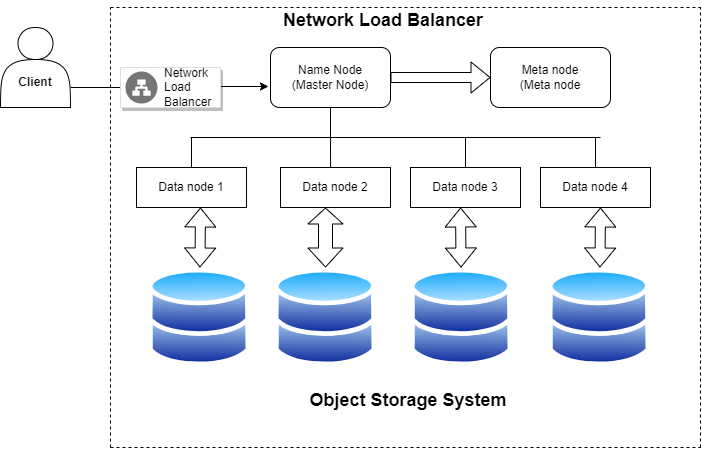 Network Load Balancer
Client
Network
Load
Balancer
Name Node
(Master Node)
Meta node
(Meta node
Data node 1
Data node 2
Data node 3
Data node 4
Object Storage System